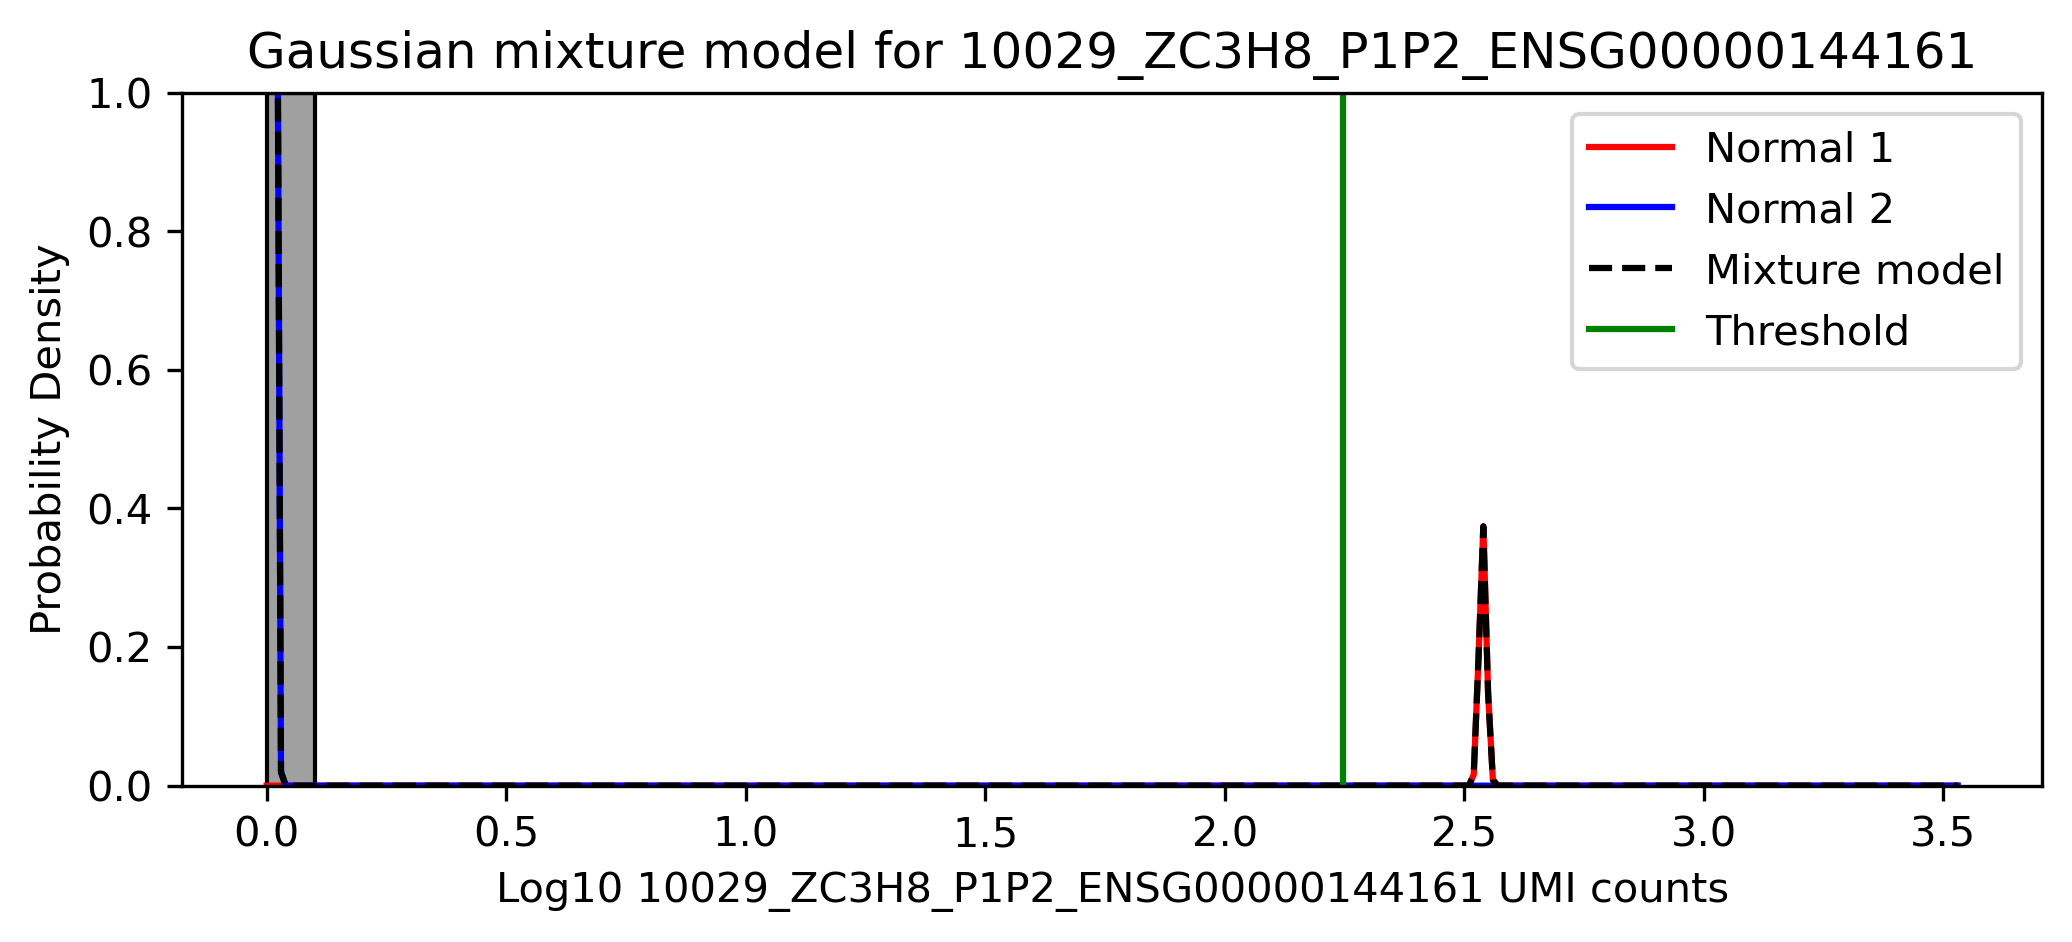 Gaussian mixture model for 10029_ZC3H8_P1P2_ENSG00000144161
Probability Density
1.0
0.8
0.6
0.4
0.2
0.0
Normal 1
Normal 2
Mixture model
Threshold
0.0 0.5 1.0 1.5 2.0 2.5 3.0 3.5
Log10 10029_ZC3H8_P1P2_ENSG00000144161 UMI counts